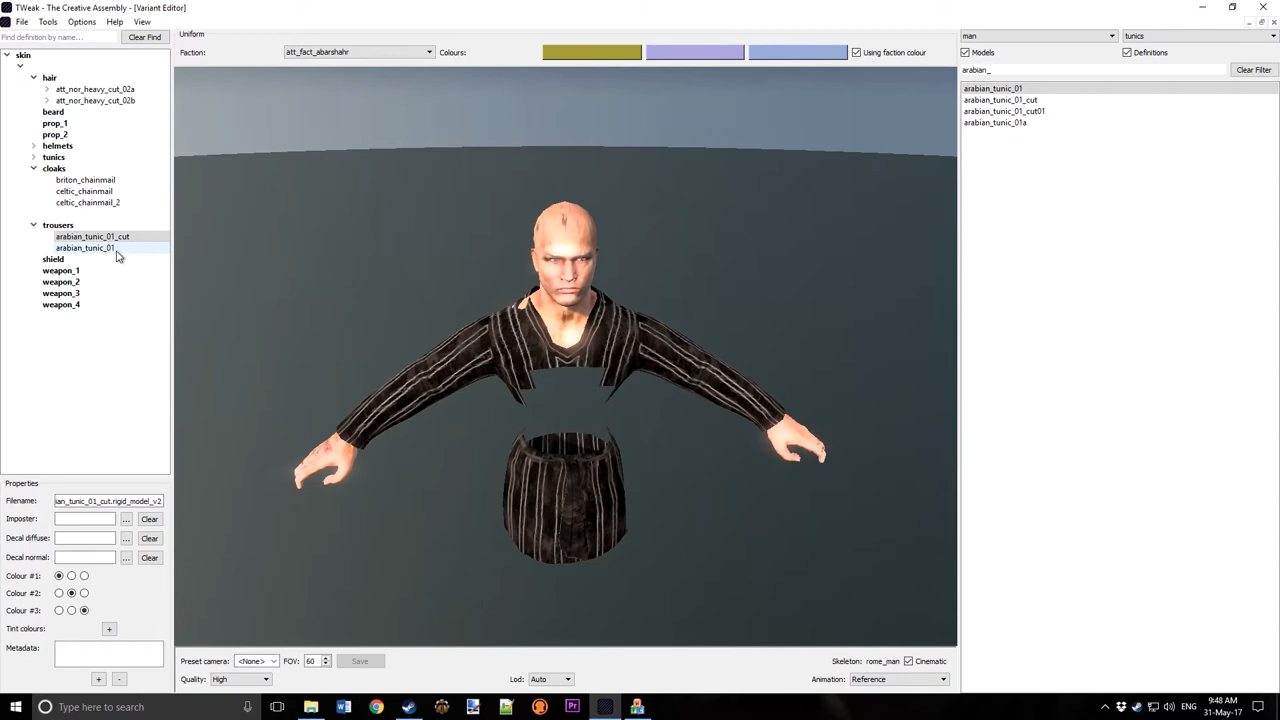 TWeak - The Creative Assembly - [Variant Editor]
File Tools Options Help View
Find definition by name... Clear Find
skin
hair
att_nor_heavy_cut_02a
att_nor_heavy_cut_02b
beard
prop_1
prop_2
helmets
tunics
cloaks
briton_chainmail
celtic_chainmail
celtic_chainmail_2
trousers
arabian_tunic_01_cut
arabian_tunic_01
shield
weapon_1
weapon_2
weapon_3
weapon_4
Properties
Filename: ian_tunic_01_cut.rigid_model_v2
Imposter: ... Clear
Decal diffuse: ... Clear
Decal normal: ... Clear
Colour #1:
Colour #2:
Colour #3:
Tint colours: +
Metadata:
+ -
Uniform
Faction: att_fact_abarshahr Colours: Using faction colour
Preset camera: <None> FOV: 60 Save Skeleton: rome_man Cinematic
Quality: High Lod: Auto Animation: Reference
man tunics
Models Definitions
arabian_ Clear Filter
arabian_tunic_01
arabian_tunic_01_cut
arabian_tunic_01_cut01
arabian_tunic_01a
Type here to search
ENG 9:48 AM
31-May-17